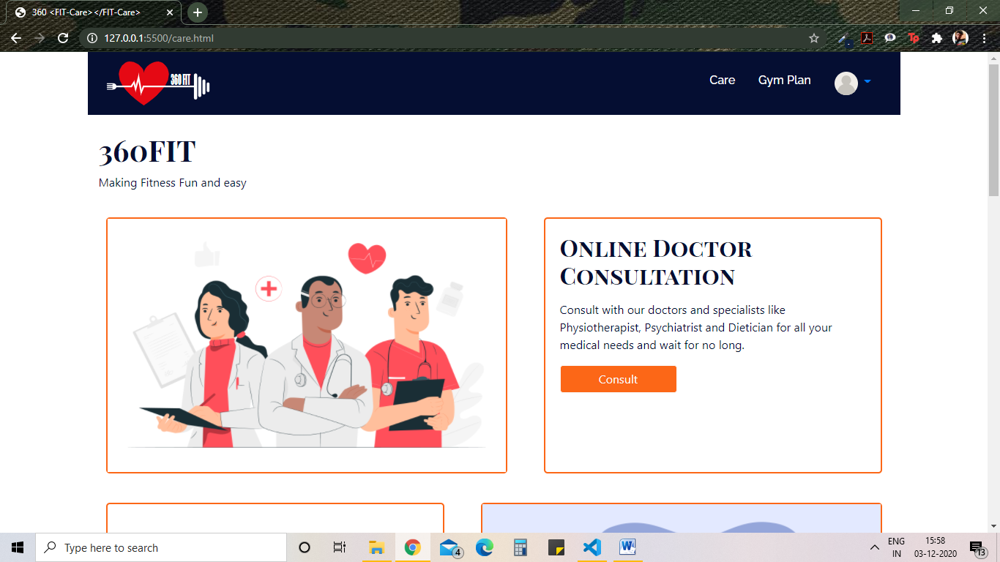 360 <FIT-Care></FIT-Care>
127.0.0.1:5500/care.html
360 FIT
Care
Gym Plan
360FIT
Making Fitness Fun and easy
Online Doctor
Consultation
Consult with our doctors and specialists like
Physiotherapist, Psychiatrist and Dietician for all your
medical needs and wait for no long.
Consult
Type here to search
4
ENG
IN
15:58
03-12-2020
13